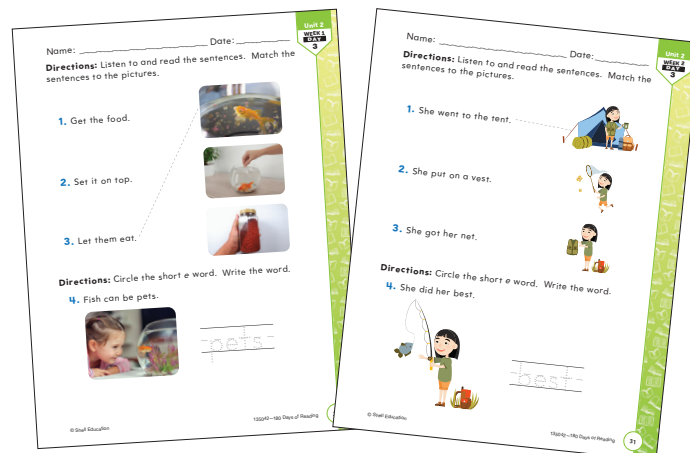 Unit 2
WEEK 1
DAY
3
Name: Date:
Directions: Listen to and read the sentences. Match the
sentences to the pictures.
1. Get the food.
2. Set it on top.
3. Let them eat.
Directions: Circle the short e word. Write the word.
4. Fish can be pets.
pets
© Shell Education
135043—180 Days of Reading
Unit 2
WEEK 2
DAY
3
Name: Date:
Directions: Listen to and read the sentences. Match the
sentences to the pictures.
1. She went to the tent.
2. She put on a vest.
3. She got her net.
Directions: Circle the short e word. Write the word.
4. She did her best.
best
© Shell Education
135043—180 Days of Reading
31